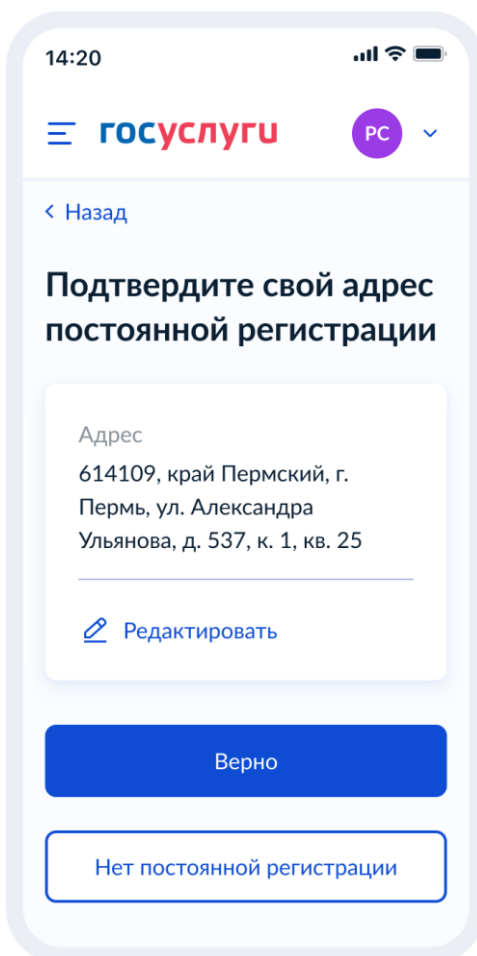 14:20
госуслуги
РС
Назад
Подтвердите свой адрес
постоянной регистрации
Адрес
614109, край Пермский, г.
Пермь, ул. Александра
Ульянова, д. 537, к. 1, кв. 25
Редактировать
Верно
Нет постоянной регистрации